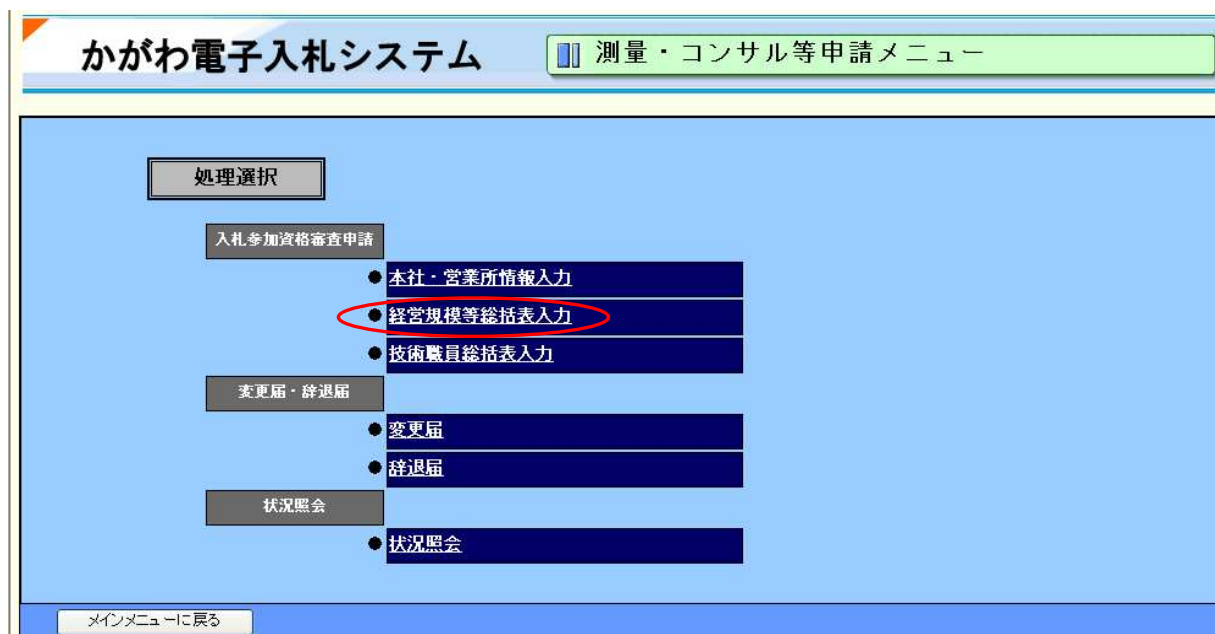 かがわ電子入札システム
測量・コンサル等申請メニュー
処理選択
入札参加資格審査申請
本社・営業所情報入力
経営規模等総括表入力
技術職員総括表入力
変更届・辞退届
変更届
辞退届
状況照会
状況照会
メインメニューに戻る